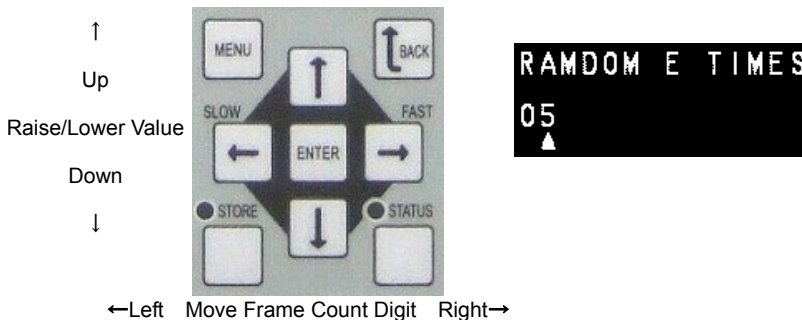 ↑
Up
Raise/Lower Value
Down
↓
MENU
BACK
SLOW
FAST
ENTER
STORE
STATUS
←Left Move Frame Count Digit Right→
RAMDOM E TIMES
05